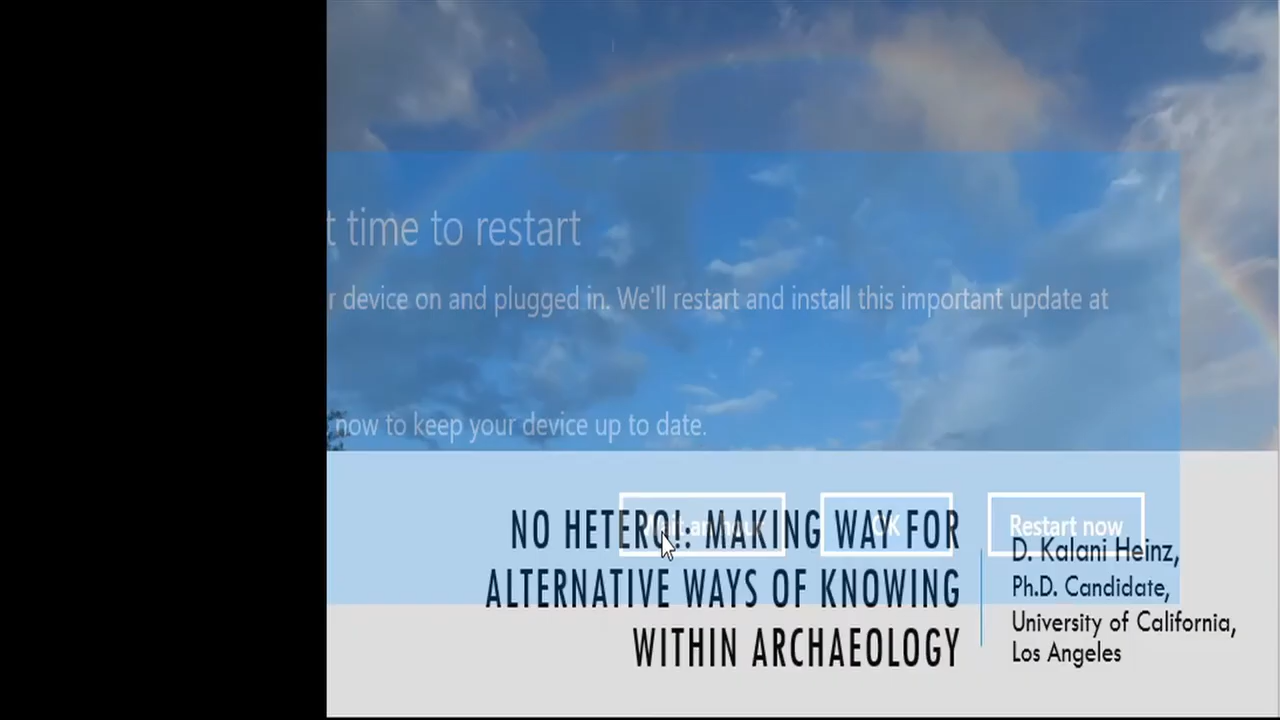 t time to restart
r device on and plugged in. We'll restart and install this important update at
now to keep your device up to date.
OK
Restart now
NO HETERO!: MAKING WAY FOR
ALTERNATIVE WAYS OF KNOWING
WITHIN ARCHAEOLOGY
D. Kalani Heinz,
Ph.D. Candidate,
University of California,
Los Angeles